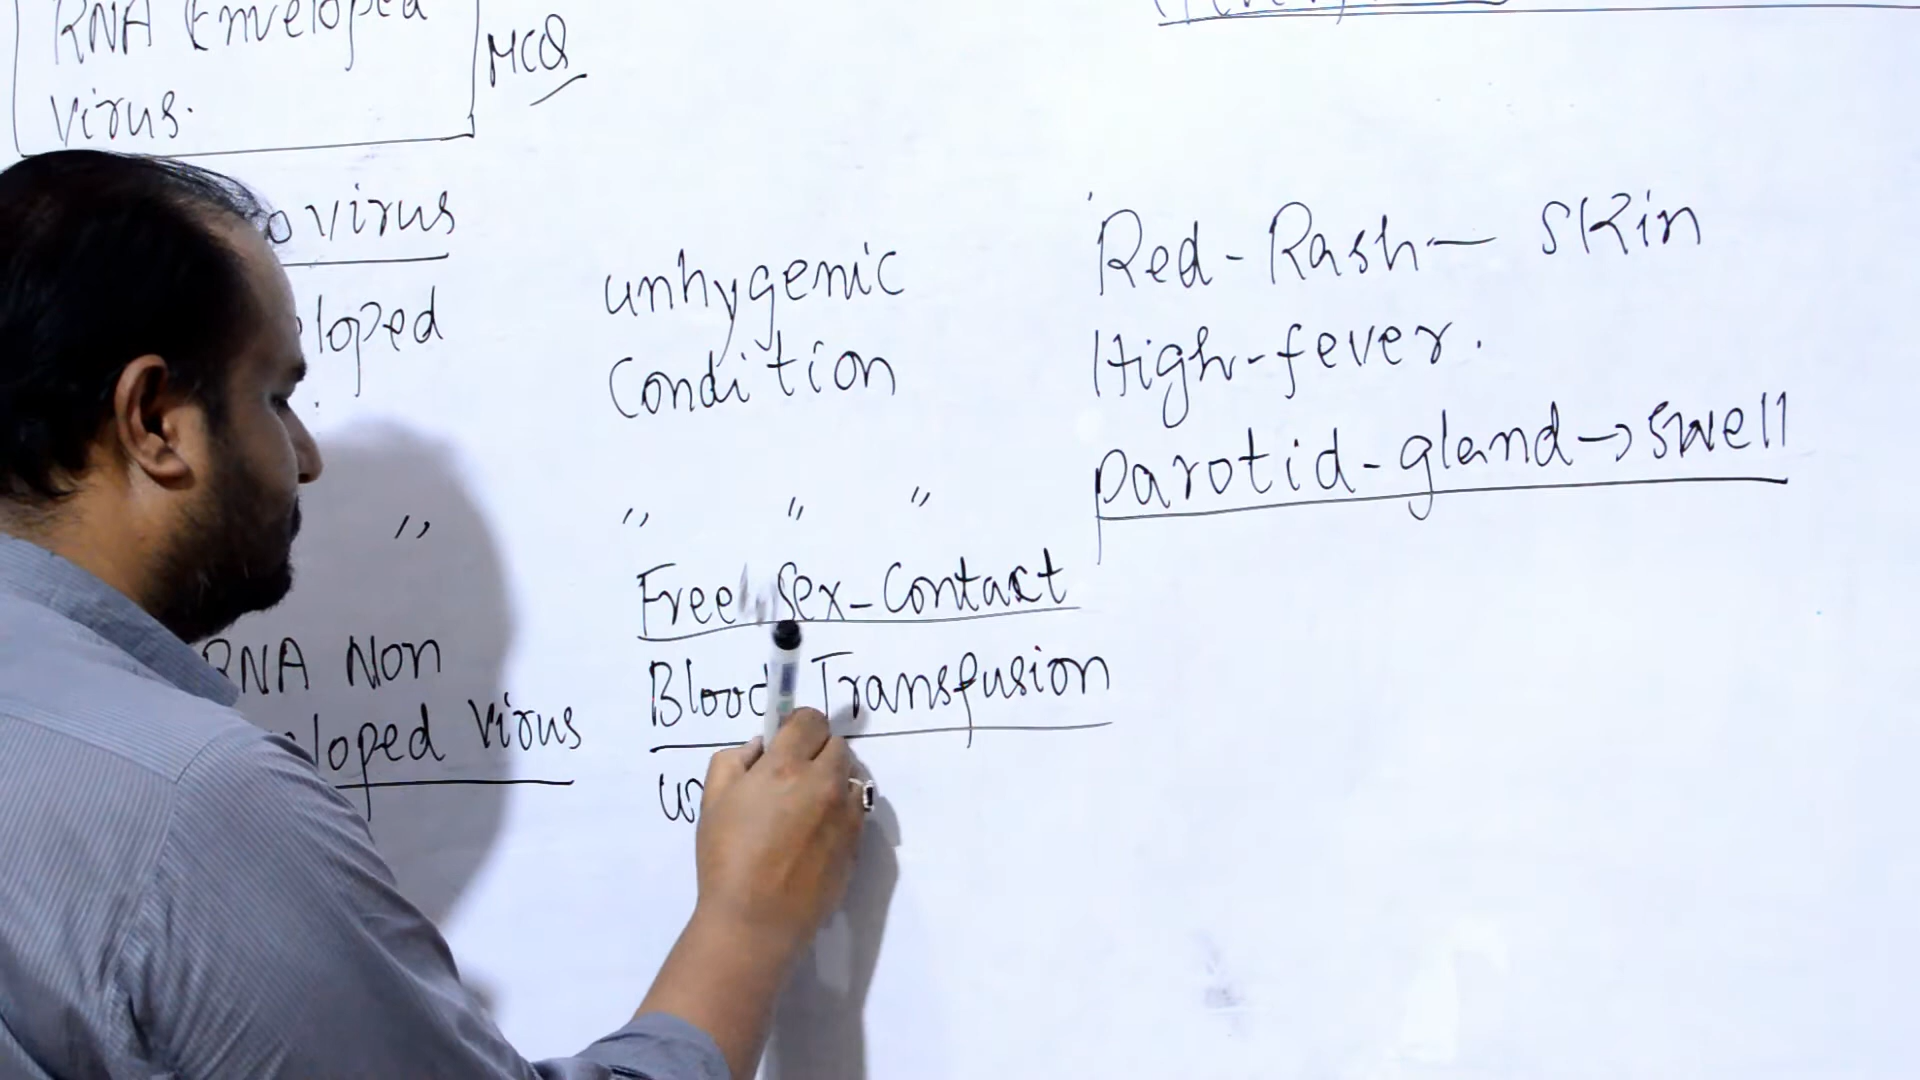 RNA Enveloped
virus.
MCQ
ovirus
loped
unhygenic
Condition
Red-Rash— Skin
High-fever.
parotid-gland→swell
" " " "
Free Sex-Contact
Blood Transfusion
RNA Non
loped virus